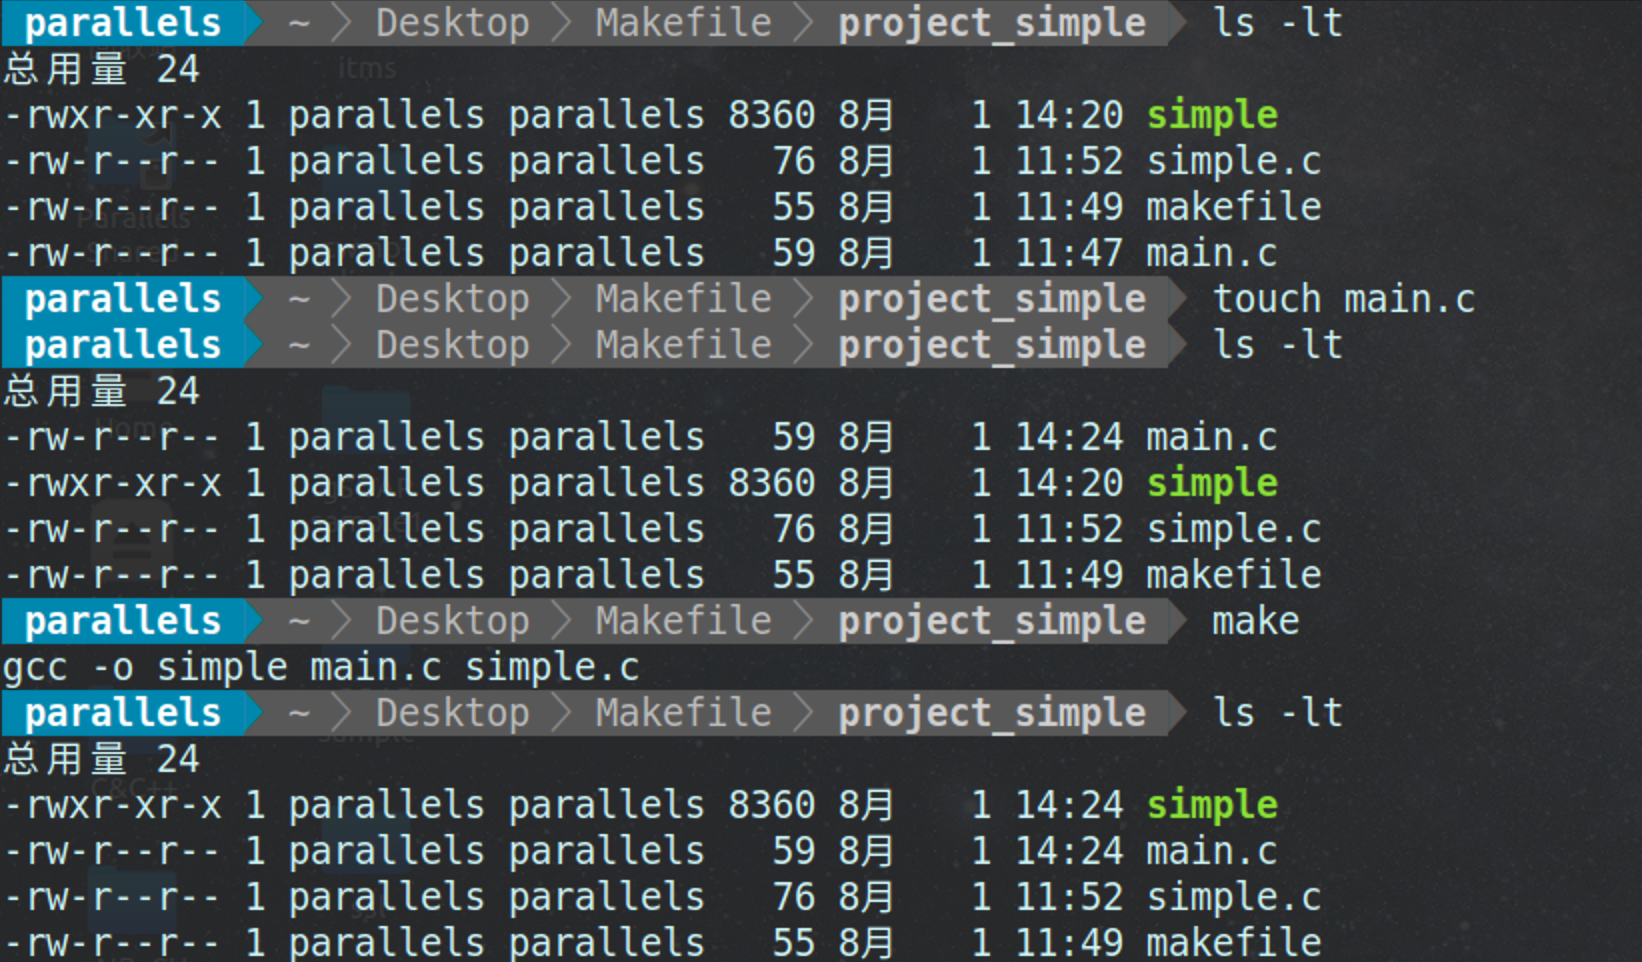 parallels ~ Desktop Makefile project_simple ls -lt
总用量 24
-rwxr-xr-x 1 parallels parallels 8360 8月 1 14:20 simple
-rw-r--r-- 1 parallels parallels 76 8月 1 11:52 simple.c
-rw-r--r-- 1 parallels parallels 55 8月 1 11:49 makefile
-rw-r--r-- 1 parallels parallels 59 8月 1 11:47 main.c
parallels ~ Desktop Makefile project_simple touch main.c
parallels ~ Desktop Makefile project_simple ls -lt
总用量 24
-rw-r--r-- 1 parallels parallels 59 8月 1 14:24 main.c
-rwxr-xr-x 1 parallels parallels 8360 8月 1 14:20 simple
-rw-r--r-- 1 parallels parallels 76 8月 1 11:52 simple.c
-rw-r--r-- 1 parallels parallels 55 8月 1 11:49 makefile
parallels ~ Desktop Makefile project_simple make
gcc -o simple main.c simple.c
parallels ~ Desktop Makefile project_simple ls -lt
总用量 24
-rwxr-xr-x 1 parallels parallels 8360 8月 1 14:24 simple
-rw-r--r-- 1 parallels parallels 59 8月 1 14:24 main.c
-rw-r--r-- 1 parallels parallels 76 8月 1 11:52 simple.c
-rw-r--r-- 1 parallels parallels 55 8月 1 11:49 makefile